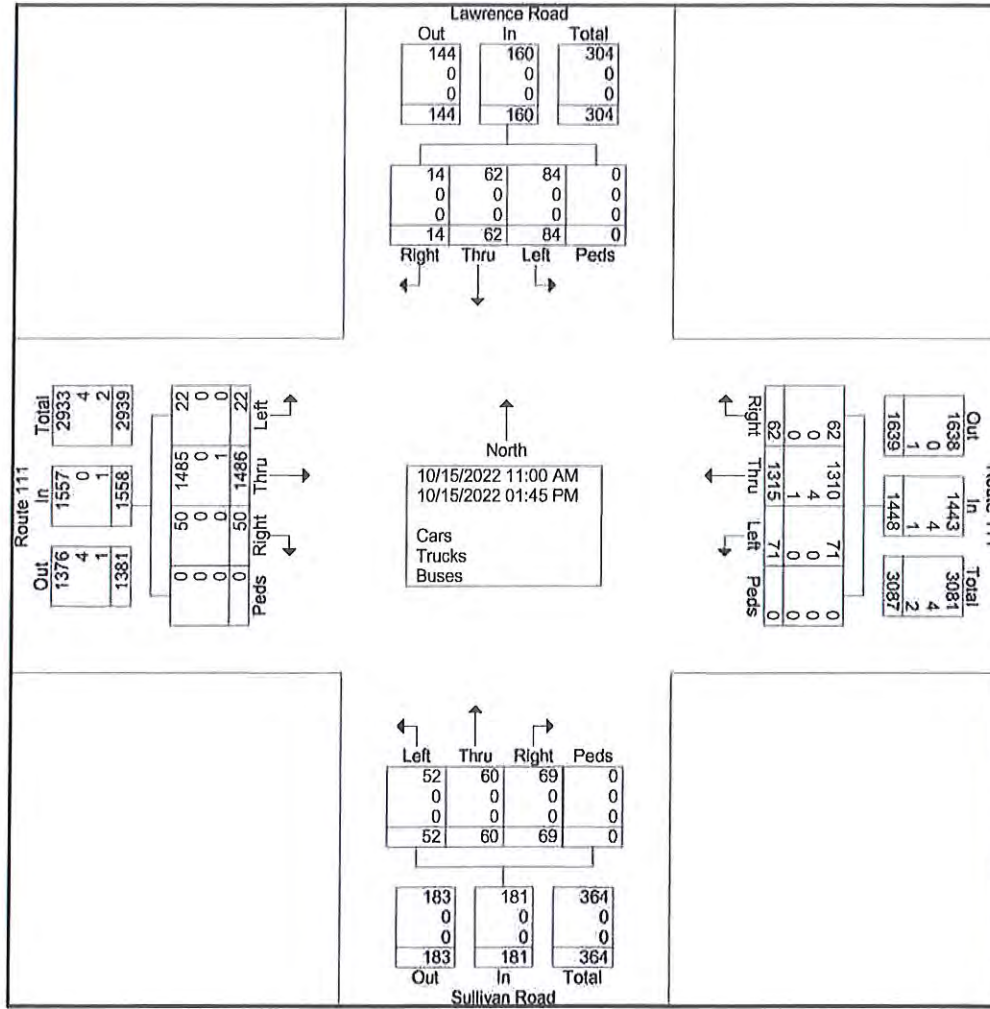 Lawrence Road
Out In Total
144 160 304
0 0 0
0 0 0
144 160 304
14 62 84 0
0 0 0 0
0 0 0 0
14 62 84 0
Right Thru Left Peds
Route 111
Total In Out
2933 1557 1376
4 0 4
2 1 1
2939 1558 1381
Left Thru Right Peds
22 1485 50 0
0 0 0 0
0 1 0 0
22 1486 50 0
North
10/15/2022 11:00 AM
10/15/2022 01:45 PM
Cars
Trucks
Buses
Right Thru Left Peds
62 1310 71 0
0 4 0 0
0 1 0 0
62 1315 71 0
Out In Total
1638 1443 3081
0 4 4
1 1 2
1639 1448 3087
Route 111
Left Thru Right Peds
52 60 69 0
0 0 0 0
0 0 0 0
52 60 69 0
183 181 364
0 0 0
0 0 0
183 181 364
Out In Total
Sullivan Road